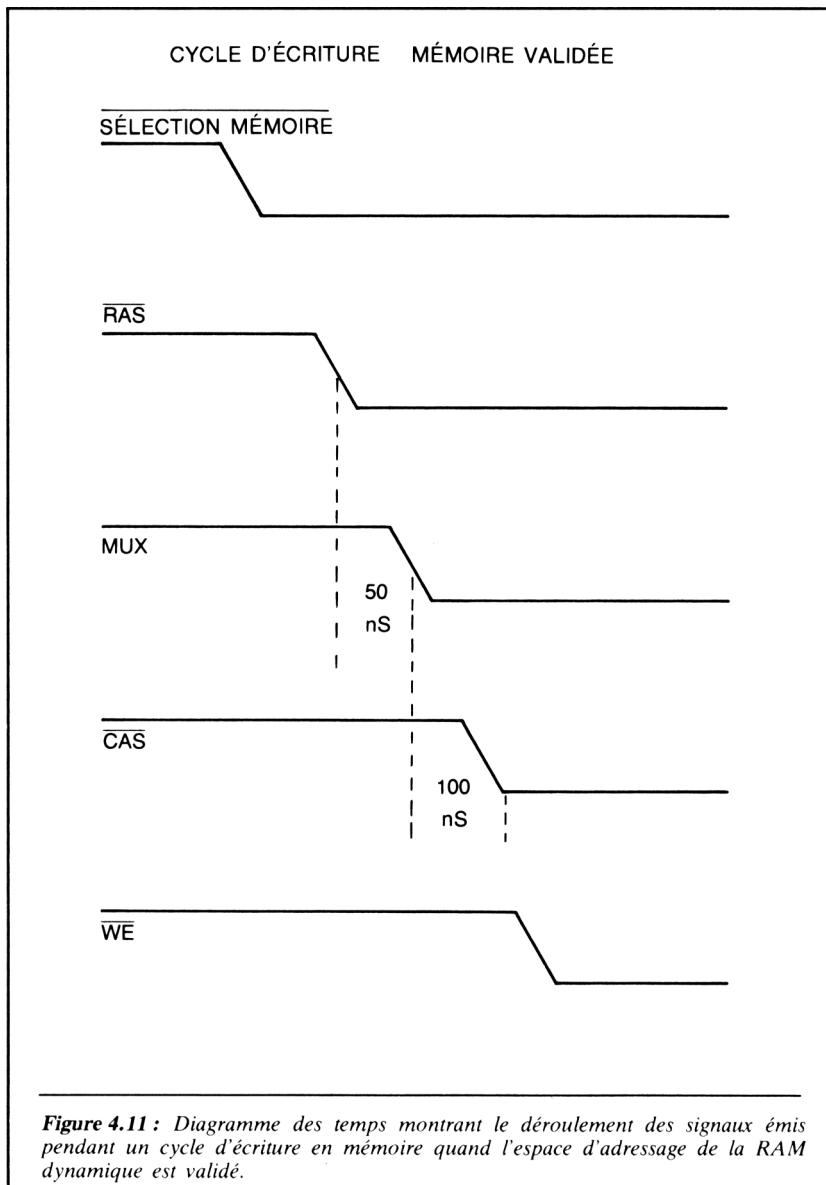 CYCLE D'ÉCRITURE MÉMOIRE VALIDÉE
SÉLECTION MÉMOIRE
RAS
MUX
50
nS
CAS
100
nS
WE
Figure 4.11 : Diagramme des temps montrant le déroulement des signaux émis
pendant un cycle d'écriture en mémoire quand l'espace d'adressage de la RAM
dynamique est validé.